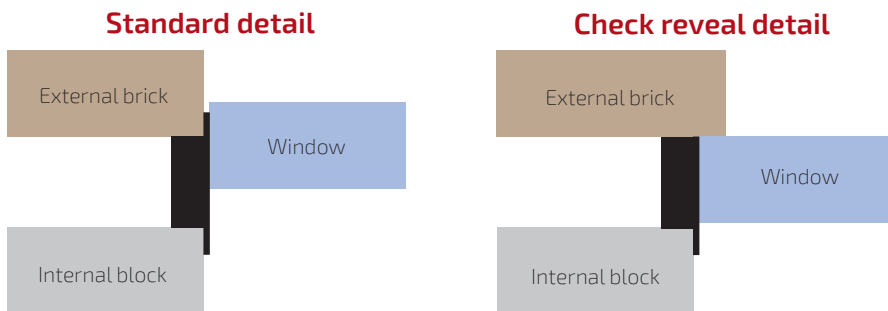 Standard detail
External brick
Window
Internal block
Check reveal detail
External brick
Window
Internal block